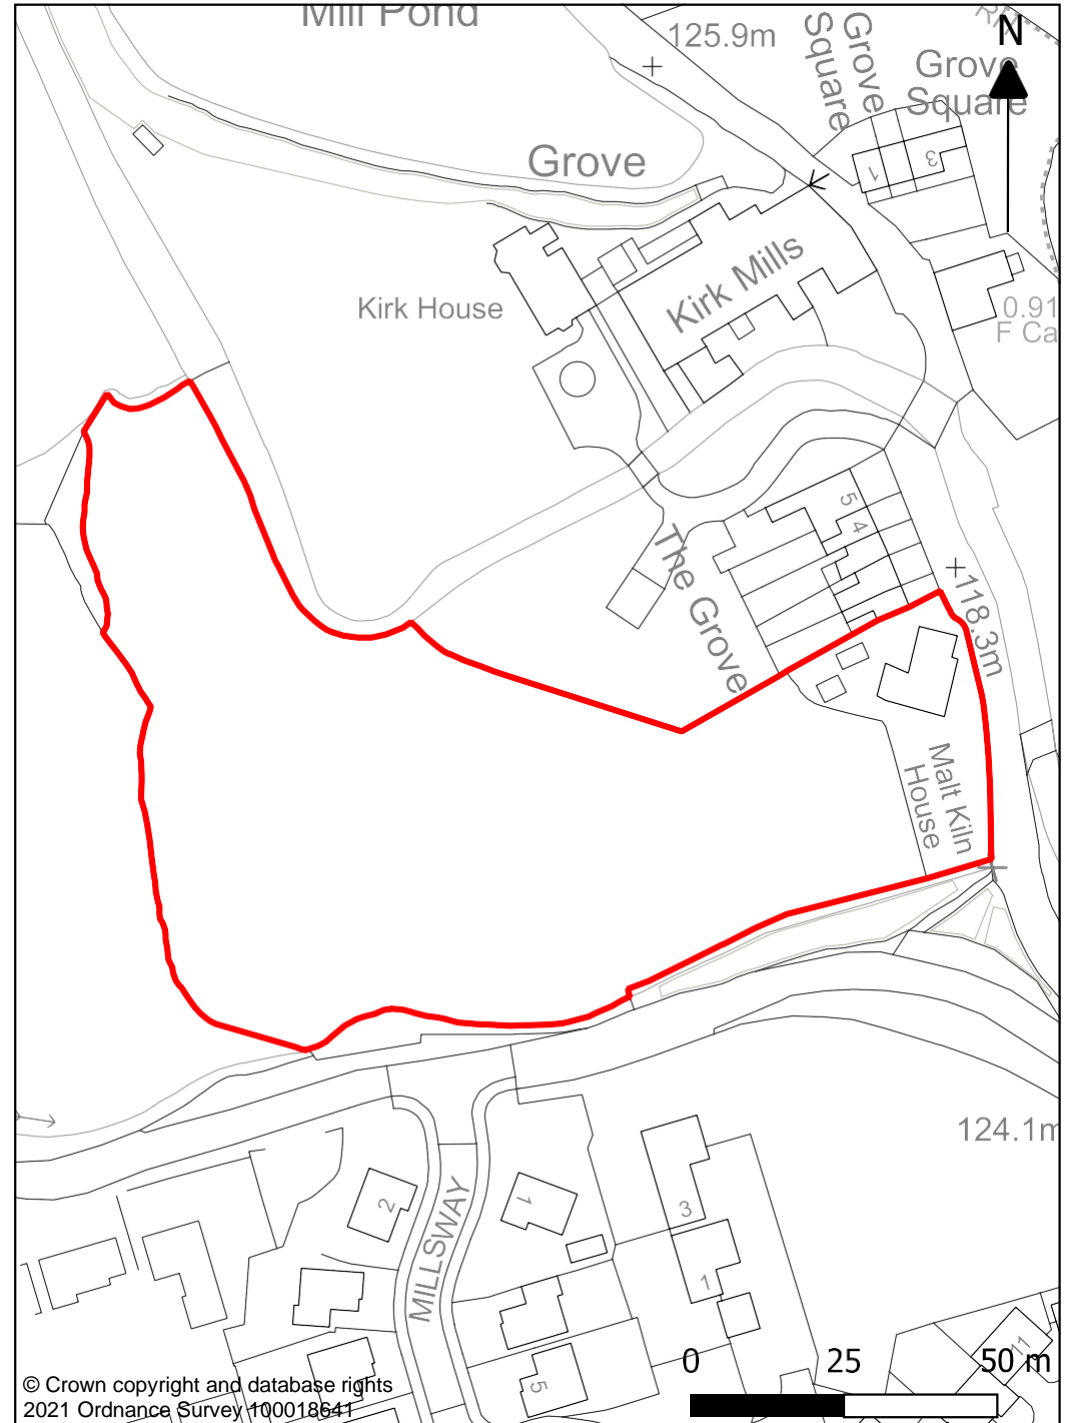 Mill Pond
125.9m
Grove
Square
N
Grove
Square
1
3
Grove
Kirk Mills
Kirk House
0.91
F Ca
5
4
The Grove
118.3m
Malt Kiln
House
124.1m
2
1
MILLSWAY
3
1
5
11
0 25 50 m
© Crown copyright and database rights
2021 Ordnance Survey 100018641